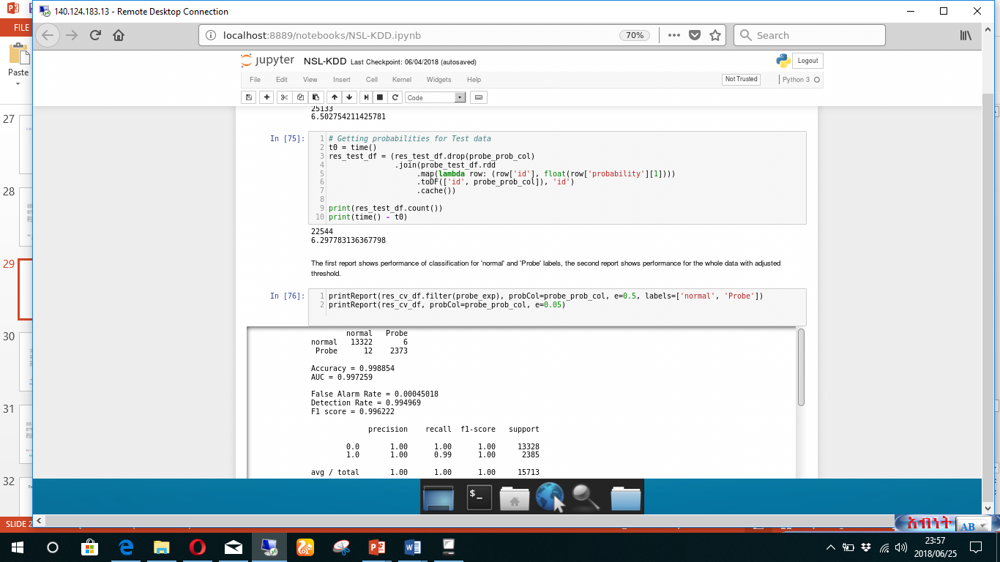 140.124.183.13 - Remote Desktop Connection
FILE
Paste
27
28
29
30
31
32
localhost:8889/notebooks/NSL-KDD.ipynb
70%
Search
jupyter NSL-KDD Last Checkpoint: 06/04/2018 (autosaved)
Logout
File Edit View Insert Cell Kernel Widgets Help
Not Trusted
Python 3
Code
25133
6.502754211425781
In [75]:
1 # Getting probabilities for Test data
2 t0 = time()
3 res_test_df = (res_test_df.drop(probe_prob_col)
4 .join(probe_test_df.rdd
5 .map(lambda row: (row['id'], float(row['probability'][1])))
6 .toDF(['id', probe_prob_col]), 'id')
7 .cache())
8
9 print(res_test_df.count())
10 print(time() - t0)
22544
6.297783136367798
The first report shows performance of classification for 'normal' and 'Probe' labels, the second report shows performance for the whole data with adjusted
threshold.
In [76]:
1 printReport(res_cv_df.filter(probe_exp), probCol=probe_prob_col, e=0.5, labels=['normal', 'Probe'])
2 printReport(res_cv_df, probCol=probe_prob_col, e=0.05)
normal Probe
normal 13322 6
Probe 12 2373
Accuracy = 0.998854
AUC = 0.997259
False Alarm Rate = 0.00045018
Detection Rate = 0.994969
F1 score = 0.996222
precision recall f1-score support
0.0 1.00 1.00 1.00 13328
1.0 1.00 0.99 1.00 2385
avg / total 1.00 1.00 1.00 15713
$_
SLIDE 2
አብነት
AB
23:57
2018/06/25